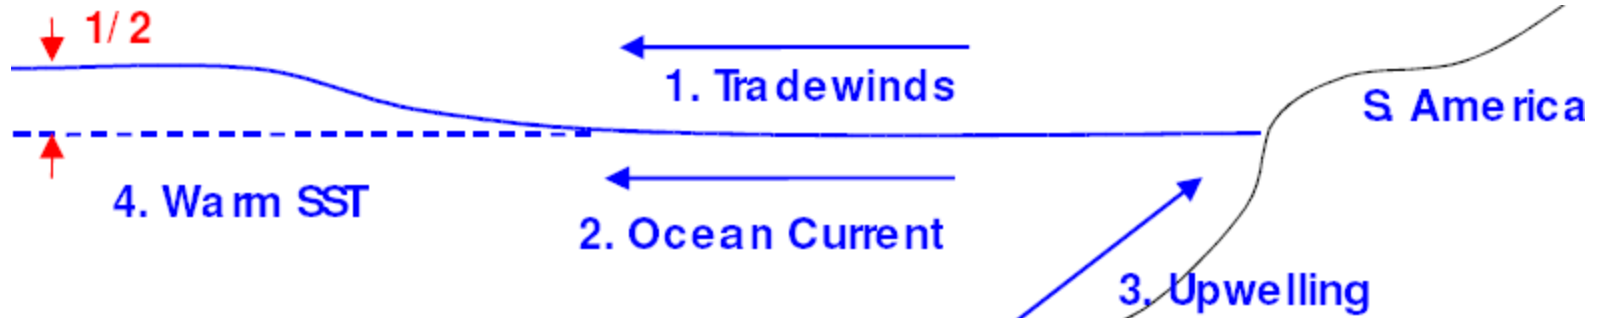 1/2
1. Tradewinds
S. America
4. Warm SST
2. Ocean Current
3. Upwelling